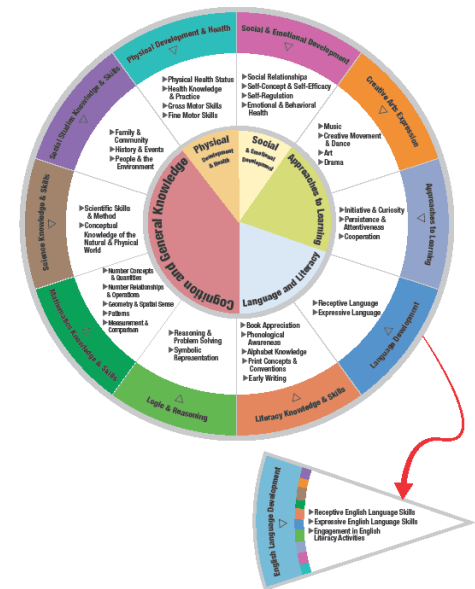 Physical Development & Health
Physical Health Status
Health Knowledge
& Practice
Gross Motor Skills
Fine Motor Skills
Social & Emotional Development
Social Relationships
Self-Concept & Self-Efficacy
Self-Regulation
Emotional & Behavioral
Health
Creative Arts Expression
Music
Creative Movement
& Dance
Art
Drama
Approaches to Learning
Initiative & Curiosity
Persistence &
Attentiveness
Cooperation
Language Development
Receptive Language
Expressive Language
Literacy Knowledge & Skills
Book Appreciation
Phonological
Awareness
Alphabet Knowledge
Print Concepts &
Conventions
Early Writing
Logic & Reasoning
Reasoning &
Problem Solving
Symbolic
Representation
Mathematics Knowledge & Skills
Number Concepts
& Quantities
Number Relationships
& Operations
Geometry & Spatial Sense
Patterns
Measurement &
Comparison
Science Knowledge & Skills
Scientific Skills
& Method
Conceptual
Knowledge of the
Natural & Physical
World
Social Studies Knowledge & Skills
Family &
Community
History & Events
People & the
Environment
Physical
Development
& Health
Social
& Emotional
Development
Approaches to Learning
Language and Literacy
Cognition and General Knowledge
English Language Development
Receptive English Language Skills
Expressive English Language Skills
Engagement in English
Literacy Activities